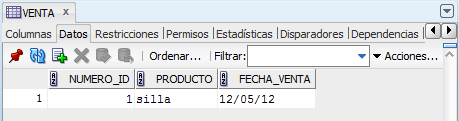 VENTA
Columnas Datos Restricciones Permisos Estadísticas Disparadores Dependencias
Ordenar... Filtrar: Acciones...
NUMERO_ID PRODUCTO FECHA_VENTA
1 1 silla 12/05/12